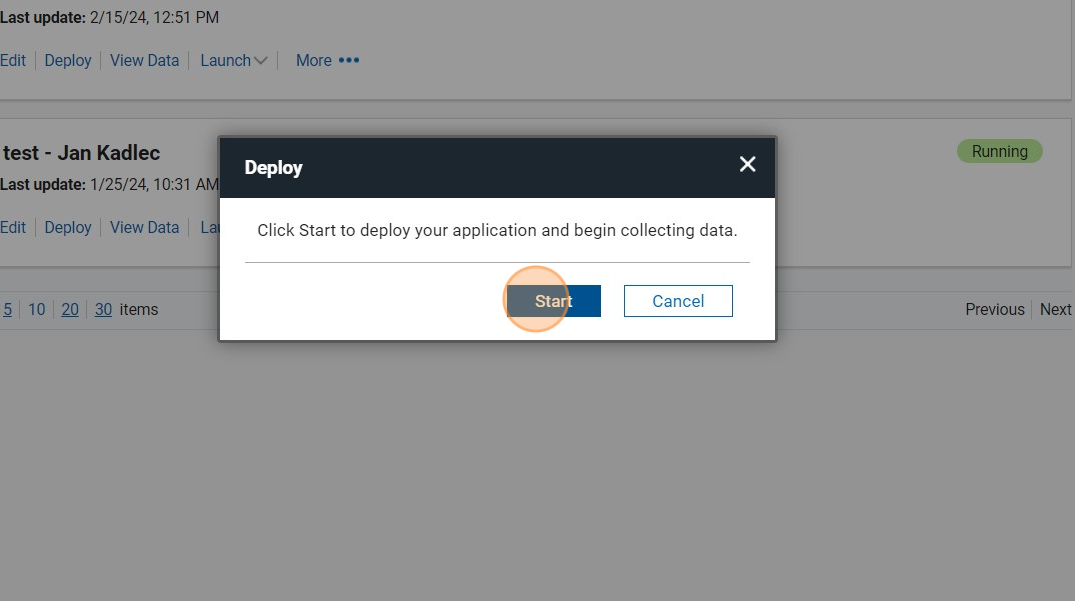 Last update: 2/15/24, 12:51 PM
Edit Deploy View Data Launch More •••
test - Jan Kadlec
Running
Last update: 1/25/24, 10:31 AM
Edit Deploy View Data Lau
Deploy
Click Start to deploy your application and begin collecting data.
Start Cancel
5 10 20 30 items Previous Next